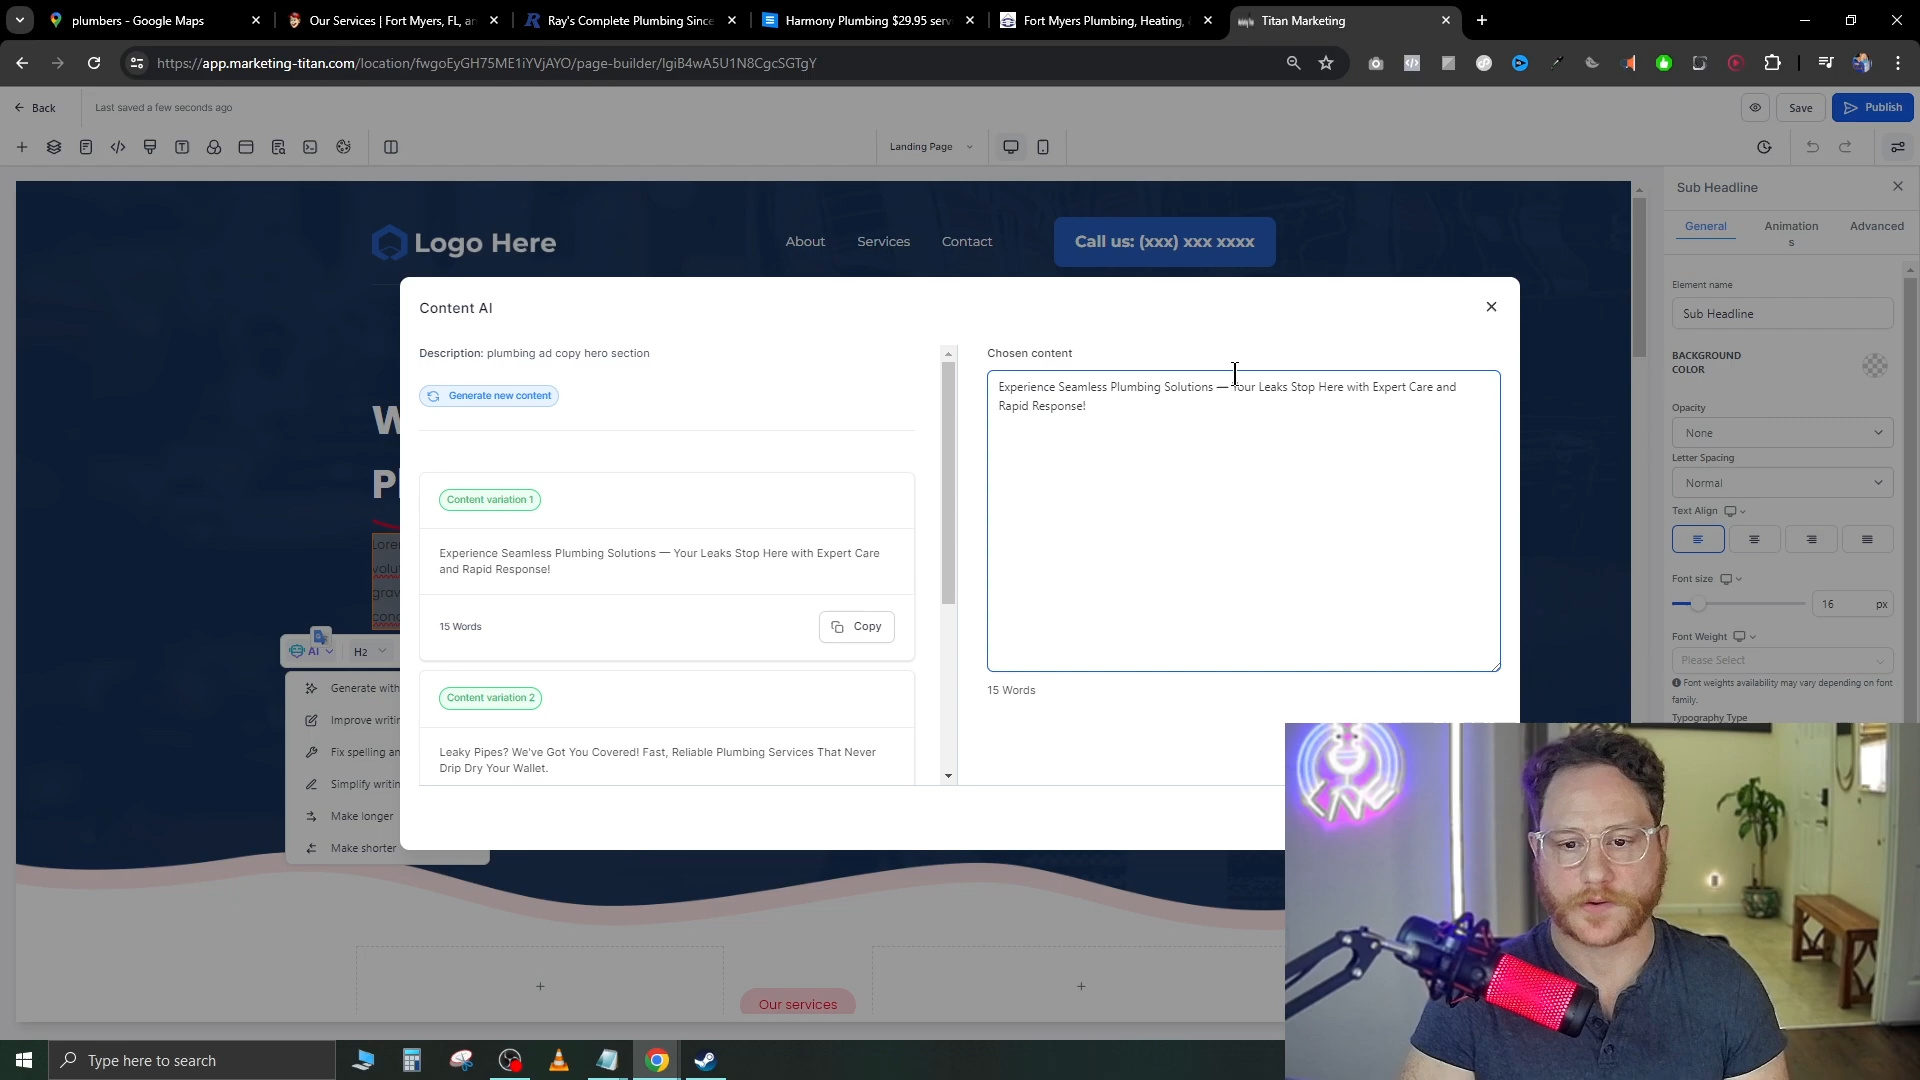 plumbers - Google Maps
Our Services | Fort Myers, FL, an
Ray's Complete Plumbing Since
Harmony Plumbing $29.95 servi
Fort Myers Plumbing, Heating,
Titan Marketing
https://app.marketing-titan.com/location/fwgoEyGH75ME1iYVjAYO/page-builder/IgiB4wA5U1N8CgcSGTgY
Back
Last saved a few seconds ago
Save
Publish
Landing Page
Logo Here
About
Services
Contact
Call us: (xxx) xxx xxxx
Sub Headline
General
Animation
s
Advanced
Element name
Sub Headline
BACKGROUND
COLOR
Opacity
None
Letter Spacing
Normal
Text Align
Font size
16
px
Font Weight
Please Select
Font weights availability may vary depending on font
family.
Typography Type
Content AI
Description: plumbing ad copy hero section
Generate new content
Content variation 1
Experience Seamless Plumbing Solutions — Your Leaks Stop Here with Expert Care
and Rapid Response!
15 Words
Copy
Content variation 2
Leaky Pipes? We've Got You Covered! Fast, Reliable Plumbing Services That Never
Drip Dry Your Wallet.
Chosen content
Experience Seamless Plumbing Solutions — Your Leaks Stop Here with Expert Care and
Rapid Response!
15 Words
W
P
Lore
volu
grav
cond
AI
H2
Generate with
Improve writin
Fix spelling an
Simplify writin
Make longer
Make shorter
Our services
Type here to search